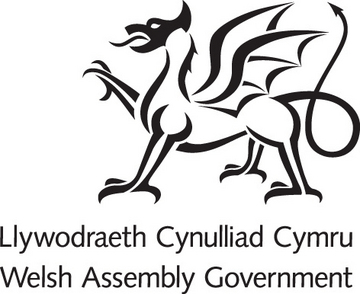 Llywodraeth Cynulliad Cymru
Welsh Assembly Government